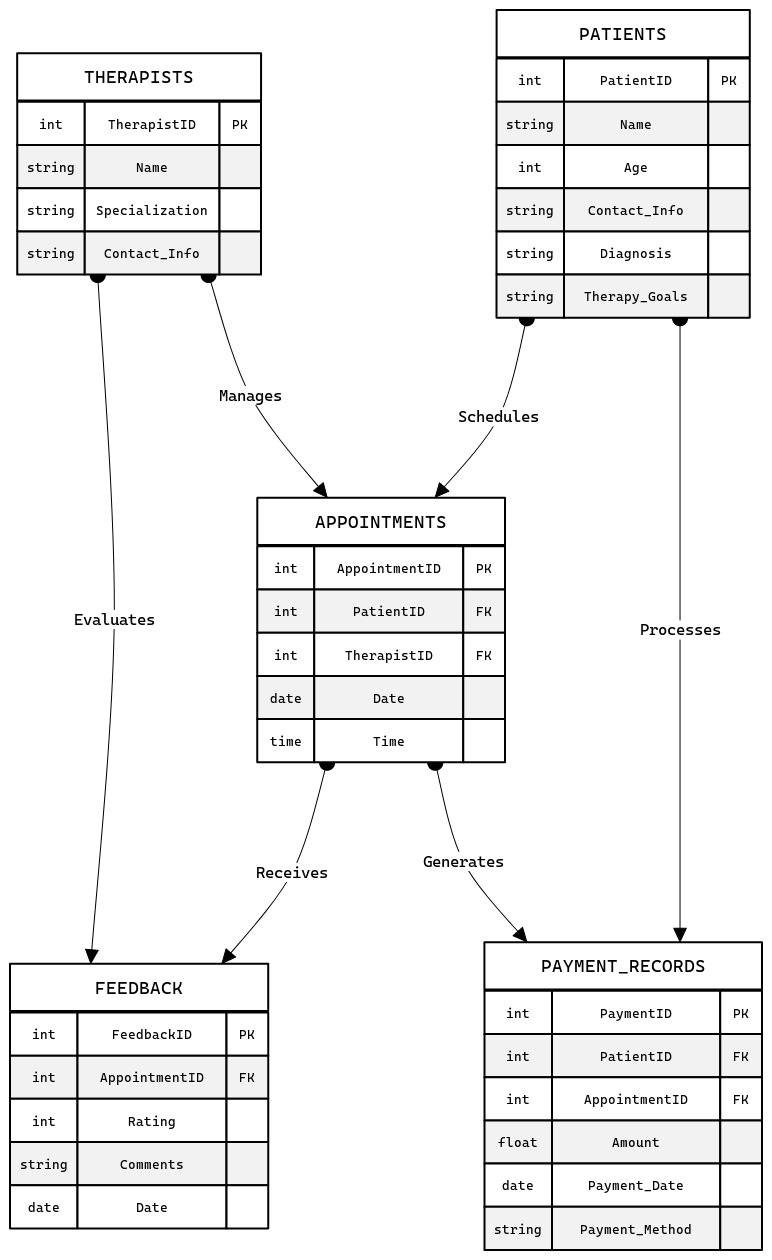 THERAPISTS
int TherapistID PK
string Name
string Specialization
string Contact_Info
PATIENTS
int PatientID PK
string Name
int Age
string Contact_Info
string Diagnosis
string Therapy_Goals
Manages
Schedules
APPOINTMENTS
int AppointmentID PK
int PatientID FK
int TherapistID FK
date Date
time Time
Evaluates
Processes
Receives
Generates
FEEDBACK
int FeedbackID PK
int AppointmentID FK
int Rating
string Comments
date Date
PAYMENT_RECORDS
int PaymentID PK
int PatientID FK
int AppointmentID FK
float Amount
date Payment_Date
string Payment_Method